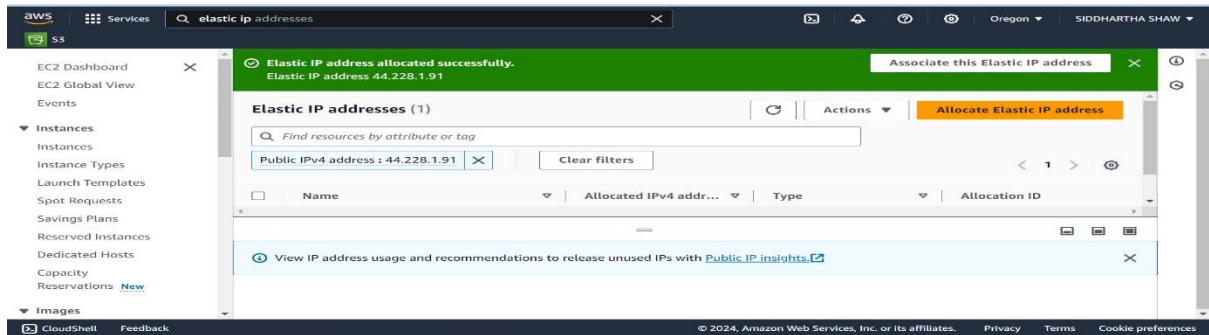 aws Services elastic ip addresses Oregon SIDDHARTHA SHAW
S3
EC2 Dashboard
EC2 Global View
Events
Instances
Instances
Instance Types
Launch Templates
Spot Requests
Savings Plans
Reserved Instances
Dedicated Hosts
Capacity
Reservations New
Images
Elastic IP address allocated successfully.
Elastic IP address 44.228.1.91
Associate this Elastic IP address
Elastic IP addresses (1)
Actions
Allocate Elastic IP address
Find resources by attribute or tag
Public IPv4 address : 44.228.1.91
Clear filters
1
Name Allocated IPv4 addr... Type Allocation ID
View IP address usage and recommendations to release unused IPs with Public IP insights.
CloudShell Feedback © 2024, Amazon Web Services, Inc. or its affiliates. Privacy Terms Cookie preferences